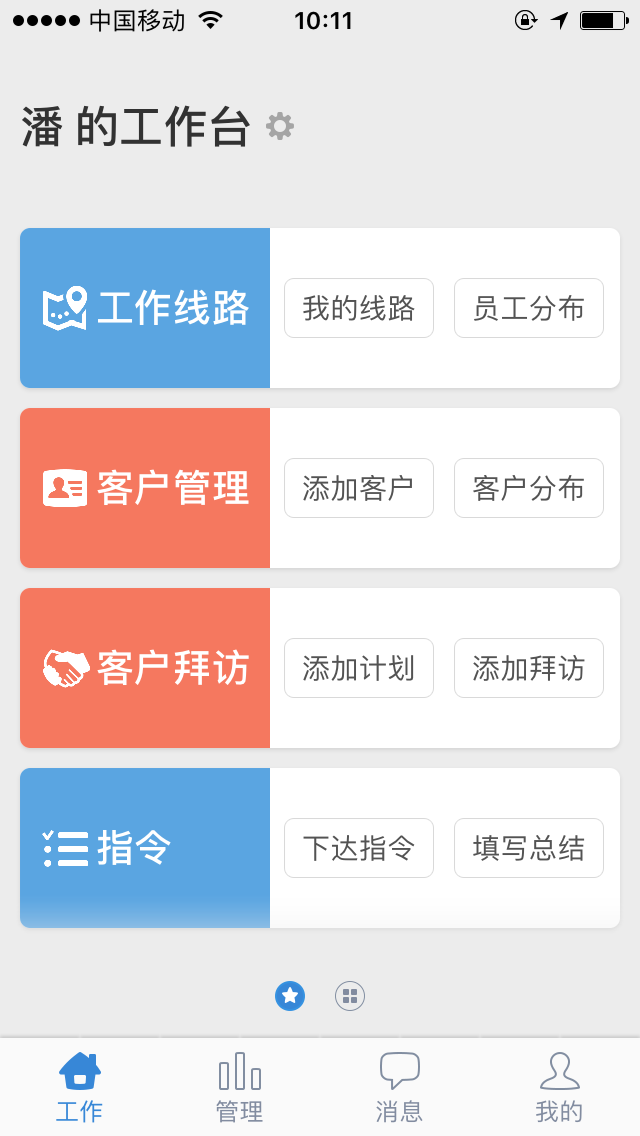 中国移动 10:11
潘 的工作台
工作线路 我的线路 员工分布
客户管理 添加客户 客户分布
客户拜访 添加计划 添加拜访
指令 下达指令 填写总结
工作 管理 消息 我的